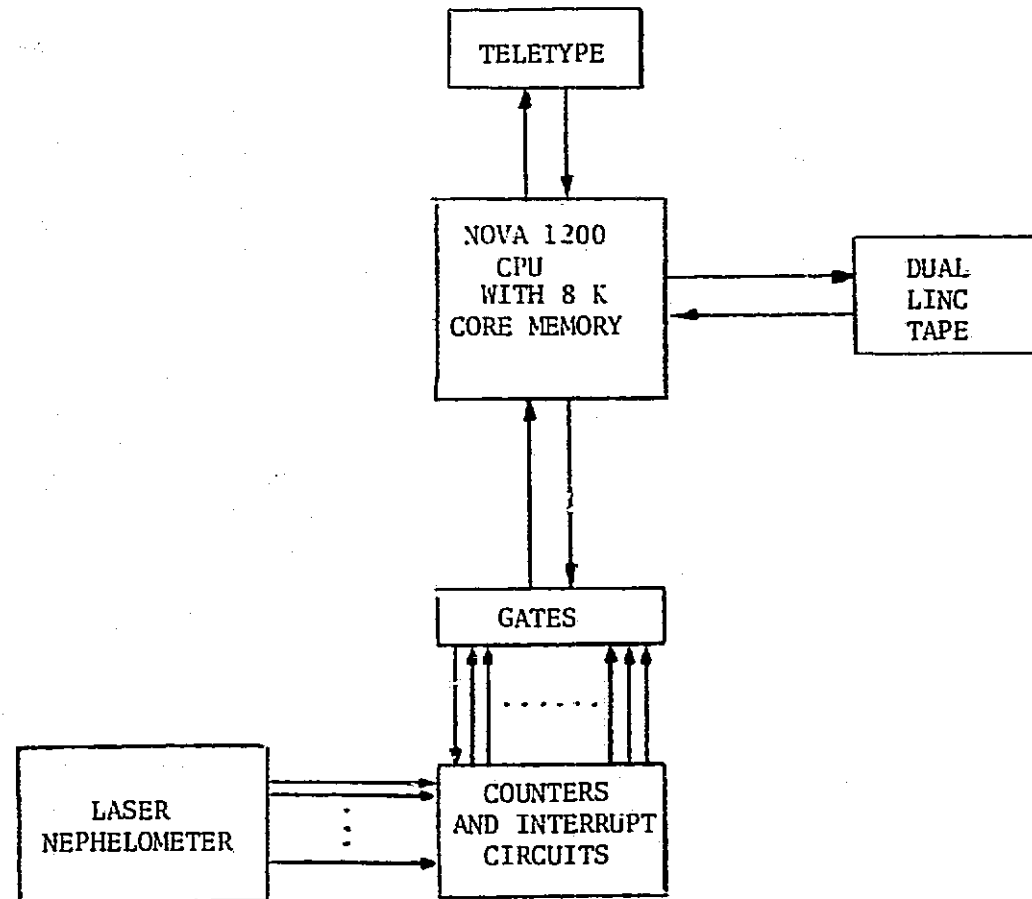 TELETYPE
NOVA 1200
CPU
WITH 8 K
CORE MEMORY
DUAL
LINC
TAPE
GATES
LASER
NEPHELOMETER
COUNTERS
AND INTERRUPT
CIRCUITS